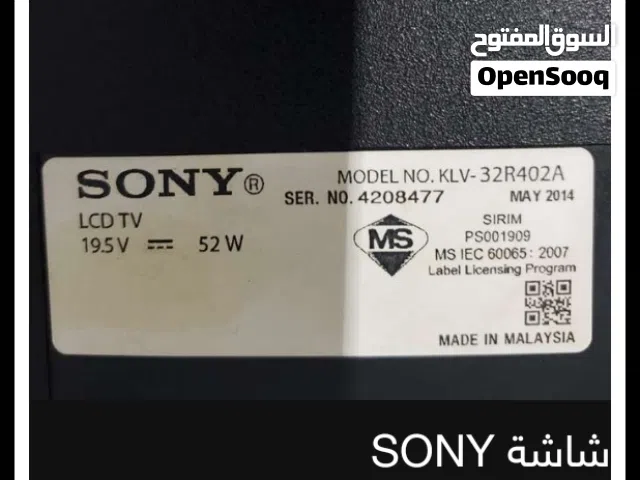 السوق المفتوح
OpenSooq
SONY® MODEL NO. KLV-32R402A
SER. NO. 4208477 MAY 2014
LCD TV
19.5 V ⎓ 52 W
MS
SIRIM
PS001909
MS IEC 60065 : 2007
Label Licensing Program
MADE IN MALAYSIA
شاشة SONY